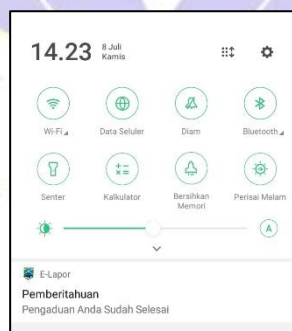 14.23
8 Juli
Kamis
Wi-Fi
Data Seluler
Diam
Bluetooth
Senter
Kalkulator
Bersihkan
Memori
Perisai Malam
A
E-Lapor
Pemberitahuan
Pengaduan Anda Sudah Selesai